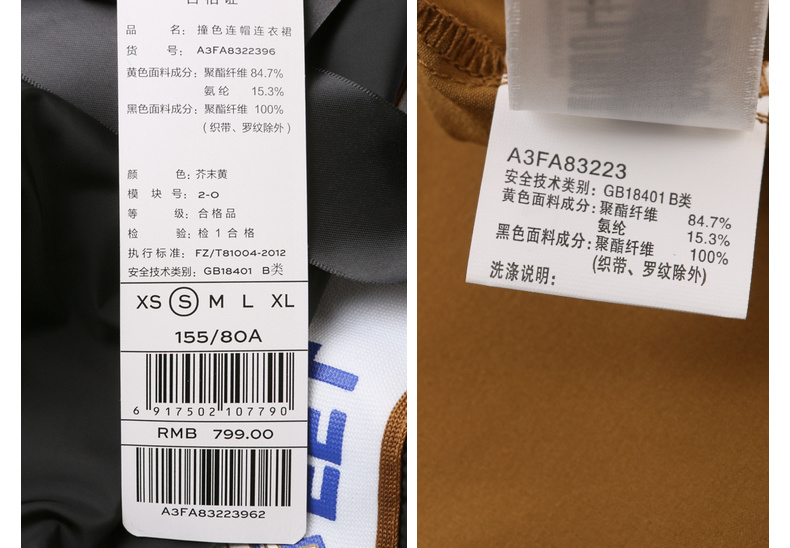 合格证
品 名: 撞色连帽连衣裙
货 号: A3FA8322396
黄色面料成分: 聚酯纤维 84.7%
氨纶 15.3%
黑色面料成分: 聚酯纤维 100%
(织带、罗纹除外)
颜 色: 芥末黄
模 块 号: 2-0
等 级: 合格品
检 验: 检1合格
执行标准: FZ/T81004-2012
安全技术类别: GB18401 B类
XS S M L XL
155/80A
6 917502 107790
RMB 799.00
A3FA83223962
EET
A3FA83223
安全技术类别: GB18401 B类
黄色面料成分: 聚酯纤维 84.7%
氨纶 15.3%
黑色面料成分: 聚酯纤维 100%
(织带、罗纹除外)
洗涤说明: